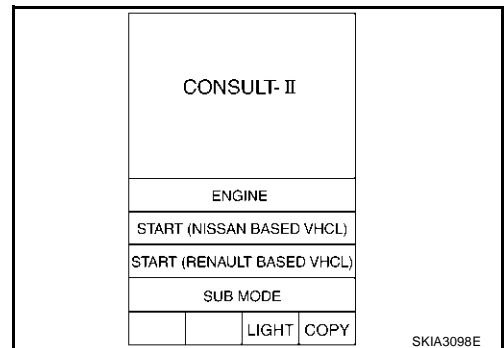 CONSULT-Ⅱ
ENGINE
START (NISSAN BASED VHCL)
START (RENAULT BASED VHCL)
SUB MODE
LIGHT COPY
SKIA3098E